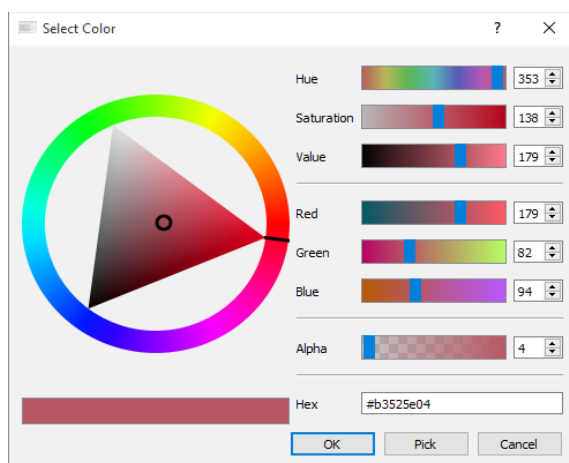 Select Color ?
Hue 353
Saturation 138
Value 179
Red 179
Green 82
Blue 94
Alpha 4
Hex #b3525e04
OK Pick Cancel